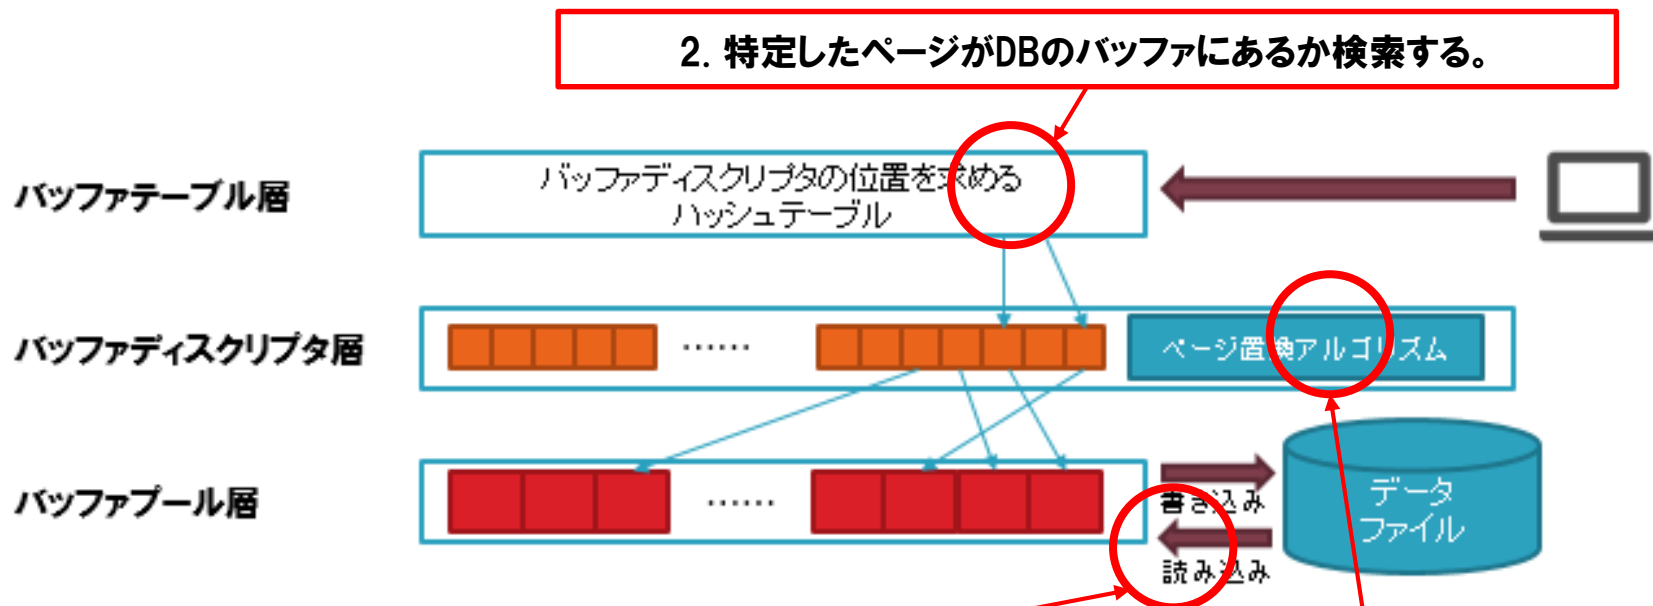 2. 特定したページがDBのバッファにあるか検索する。
バッファテーブル層
バッファディスクリプタの位置を求める
ハッシュテーブル
バッファディスクリプタ層
……
ページ置換アルゴリズム
バッファプール層
……
書き込み
読み込み
データ
ファイル